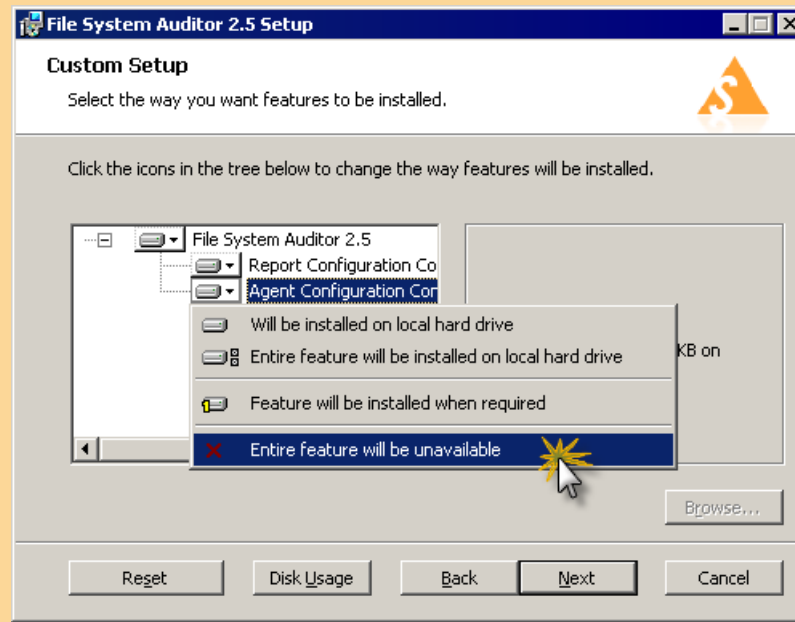 File System Auditor 2.5 Setup
Custom Setup
Select the way you want features to be installed.
S
Click the icons in the tree below to change the way features will be installed.
File System Auditor 2.5
Report Configuration Co
Agent Configuration Con
Will be installed on local hard drive
Entire feature will be installed on local hard drive
KB on
Feature will be installed when required
Entire feature will be unavailable
Browse...
Reset Disk Usage Back Next Cancel